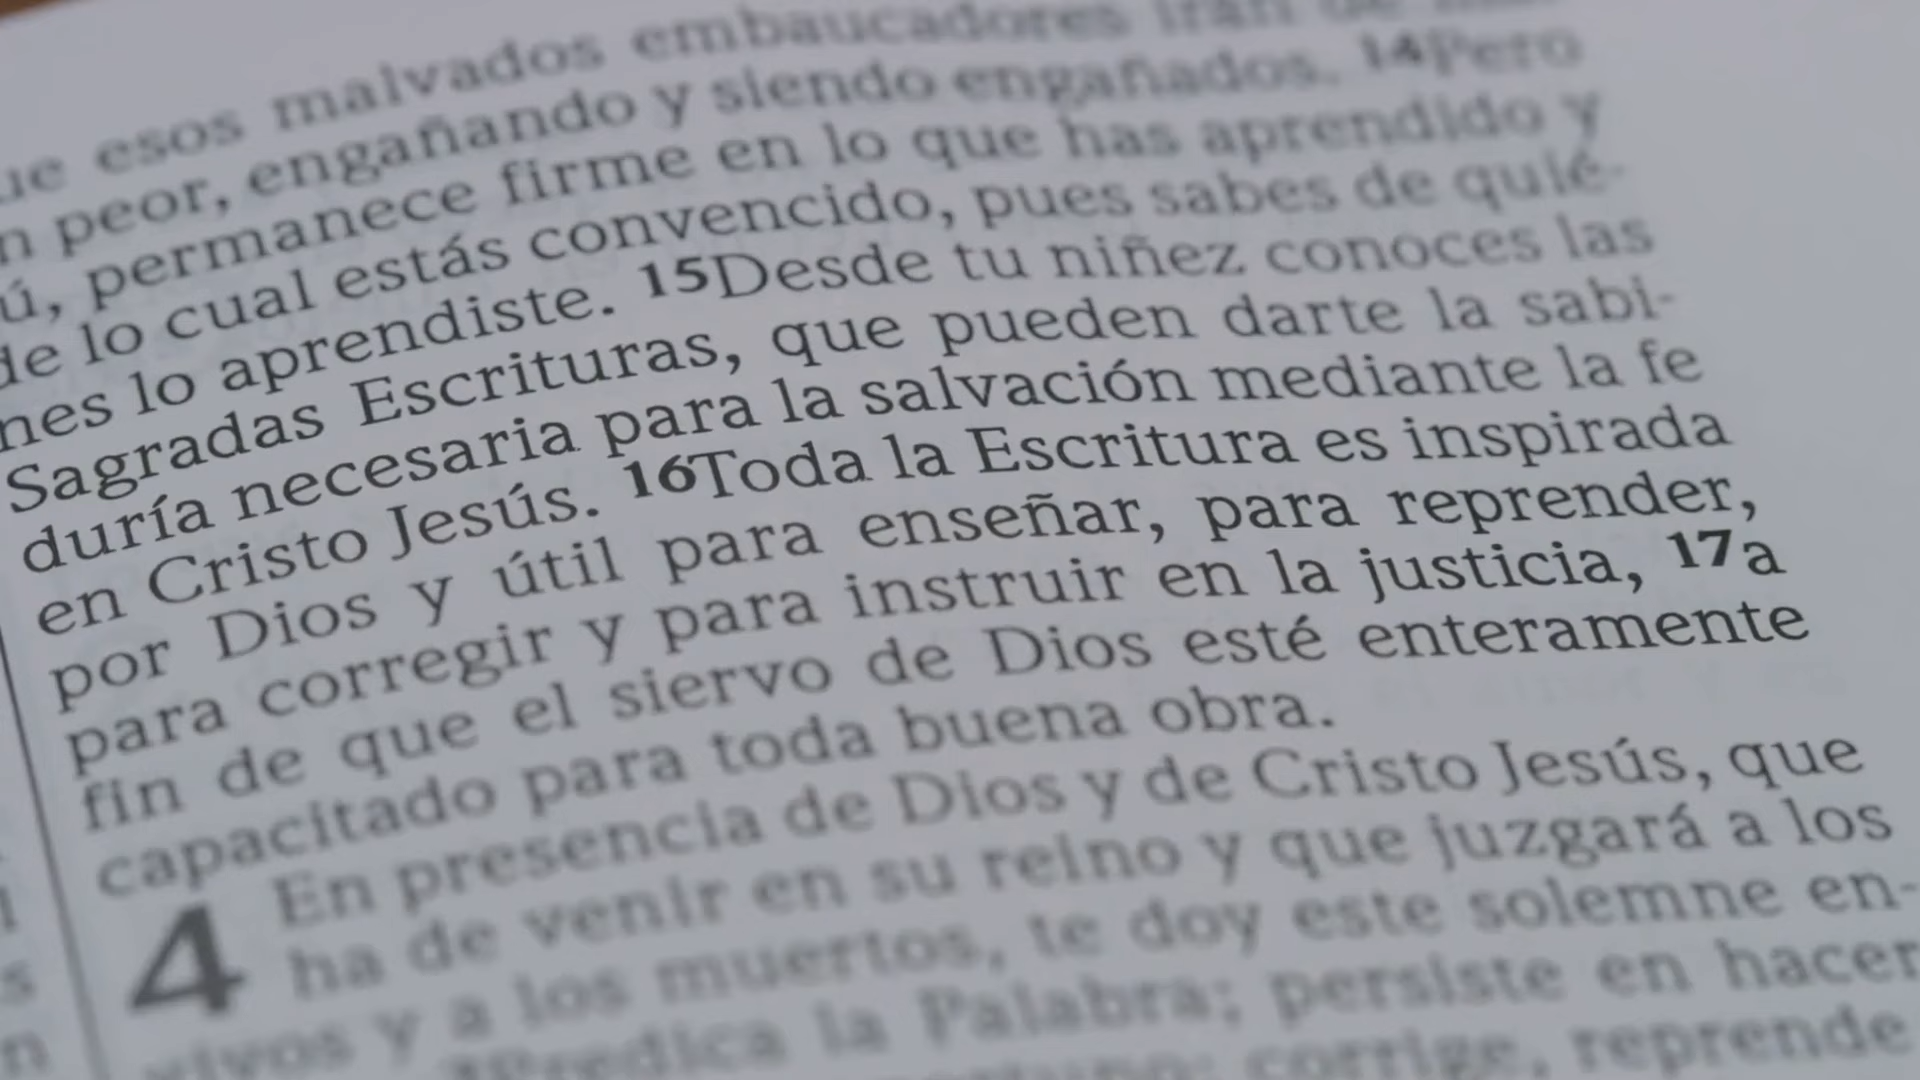 esos malvados embaucadores irán de
peor, engañando y siendo engañados. 14Pero
permanece firme en lo que has aprendido y
de lo cual estás convencido, pues sabes de quié-
nes lo aprendiste. 15Desde tu niñez conoces las
Sagradas Escrituras, que pueden darte la sabi-
duría necesaria para la salvación mediante la fe
en Cristo Jesús. 16Toda la Escritura es inspirada
por Dios y útil para enseñar, para reprender,
para corregir y para instruir en la justicia, 17a
fin de que el siervo de Dios esté enteramente
capacitado para toda buena obra.
4 En presencia de Dios y de Cristo Jesús, que
ha de venir en su reino y que juzgará a los
vivos y a los muertos, te doy este solemne en-
la Palabra; persiste en hacer
corrige, reprende